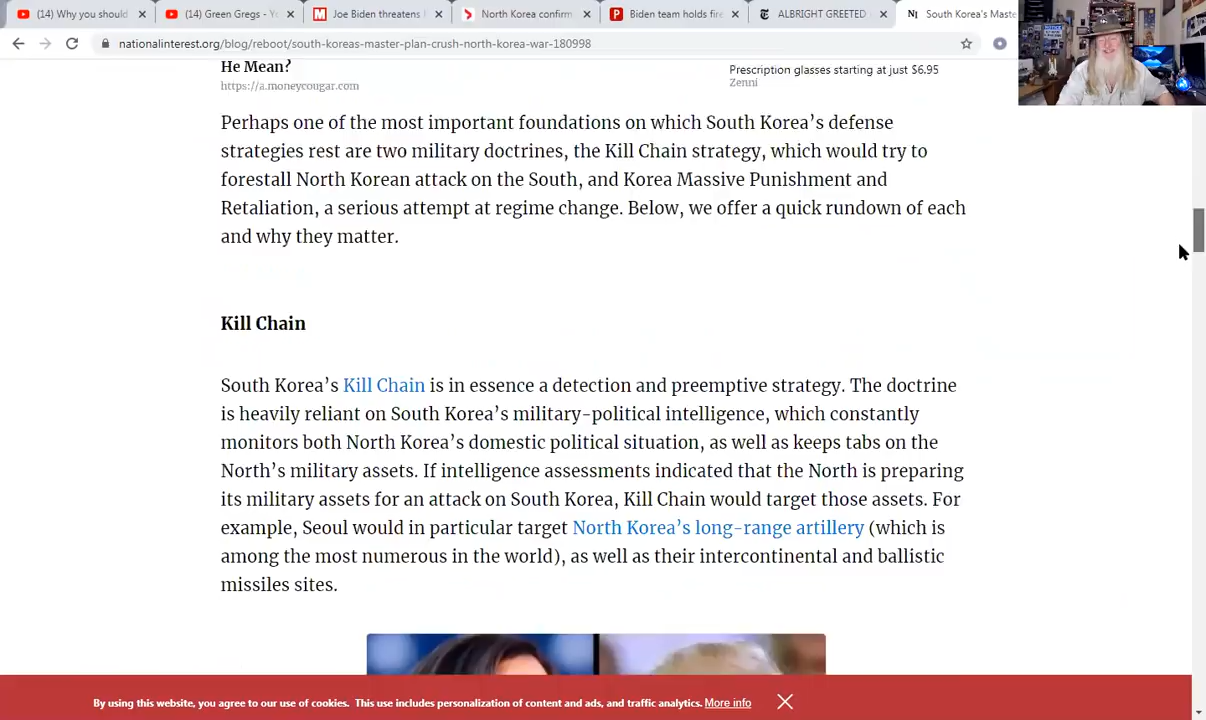 (14) Why you should
(14) Green Gregs - Y
Joe Biden threatens
North Korea confirm
Biden team holds fire
ALBRIGHT GREETED
South Korea's Maste
nationalinterest.org/blog/reboot/south-koreas-master-plan-crush-north-korea-war-180998
He Mean?
https://a.moneycougar.com
Prescription glasses starting at just $6.95
Zenni
Perhaps one of the most important foundations on which South Korea's defense
strategies rest are two military doctrines, the Kill Chain strategy, which would try to
forestall North Korean attack on the South, and Korea Massive Punishment and
Retaliation, a serious attempt at regime change. Below, we offer a quick rundown of each
and why they matter.
Kill Chain
South Korea's Kill Chain is in essence a detection and preemptive strategy. The doctrine
is heavily reliant on South Korea's military-political intelligence, which constantly
monitors both North Korea's domestic political situation, as well as keeps tabs on the
North's military assets. If intelligence assessments indicated that the North is preparing
its military assets for an attack on South Korea, Kill Chain would target those assets. For
example, Seoul would in particular target North Korea's long-range artillery (which is
among the most numerous in the world), as well as their intercontinental and ballistic
missiles sites.
By using this website, you agree to our use of cookies. This use includes personalization of content and ads, and traffic analytics. More info